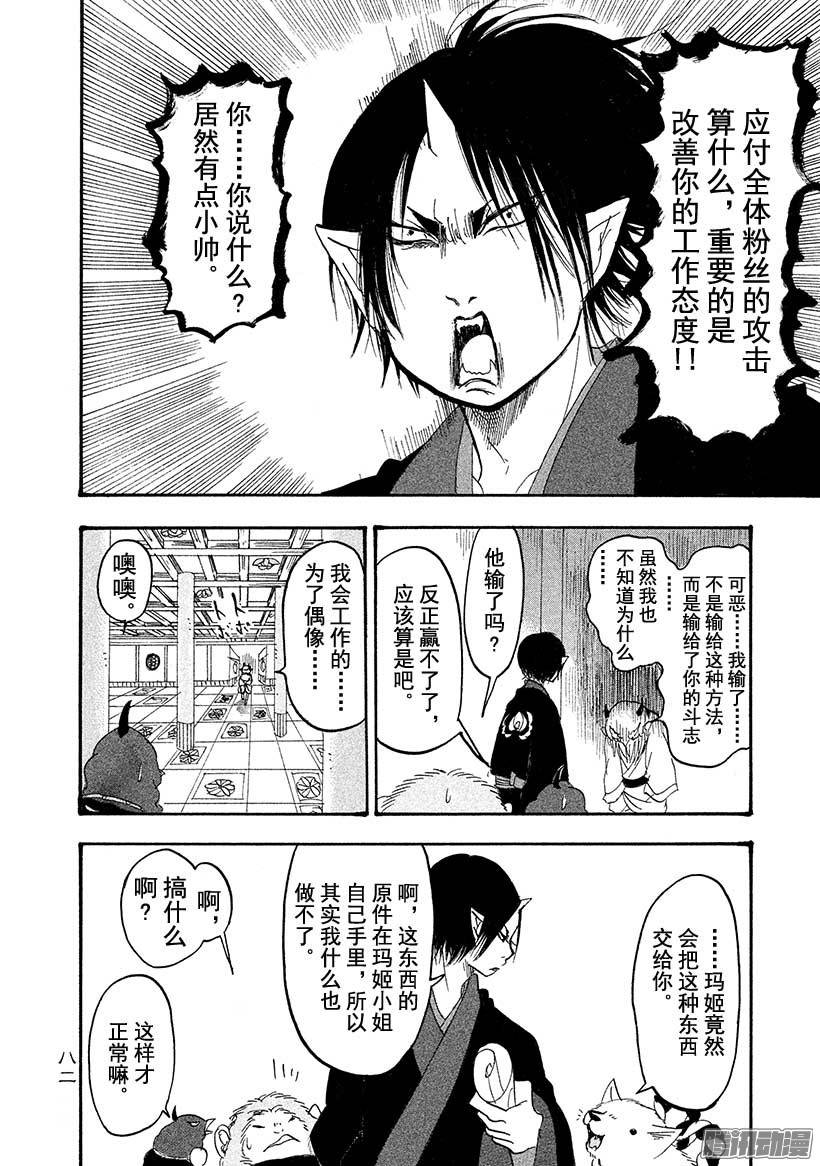 应付全体粉丝的攻击
算什么，重要的是
改善你的工作态度!!
你……你说什么？
居然有点小帅。
可恶……我输了……
不是输给这种方法，
而是输给了你的斗志
……
虽然我也
不知道为什么
……
他输了吗？
反正赢不了了，
应该算是吧。
我会工作的……
为了偶像……
噢噢。
……玛姬竟然
会把这种东西
交给你。
啊，这东西的
原件在玛姬小姐
自己手里，所以
其实我什么也
做不了。
啊，
搞什么
啊？
这样才
正常嘛。
八二
腾讯动漫